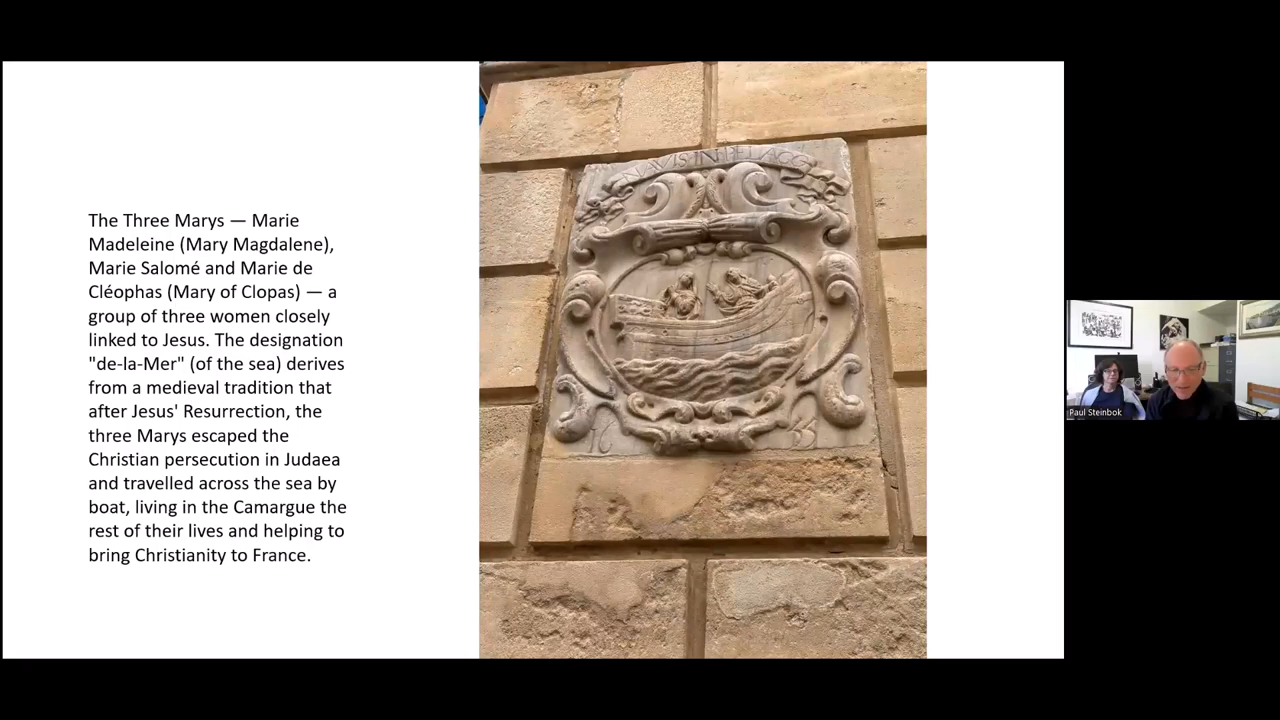 The Three Marys — Marie
Madeleine (Mary Magdalene),
Marie Salomé and Marie de
Cléophas (Mary of Clopas) — a
group of three women closely
linked to Jesus. The designation
"de-la-Mer" (of the sea) derives
from a medieval tradition that
after Jesus' Resurrection, the
three Marys escaped the
Christian persecution in Judaea
and travelled across the sea by
boat, living in the Camargue the
rest of their lives and helping to
bring Christianity to France.
NAVIS IN PELAGO
16
Paul Steinbok